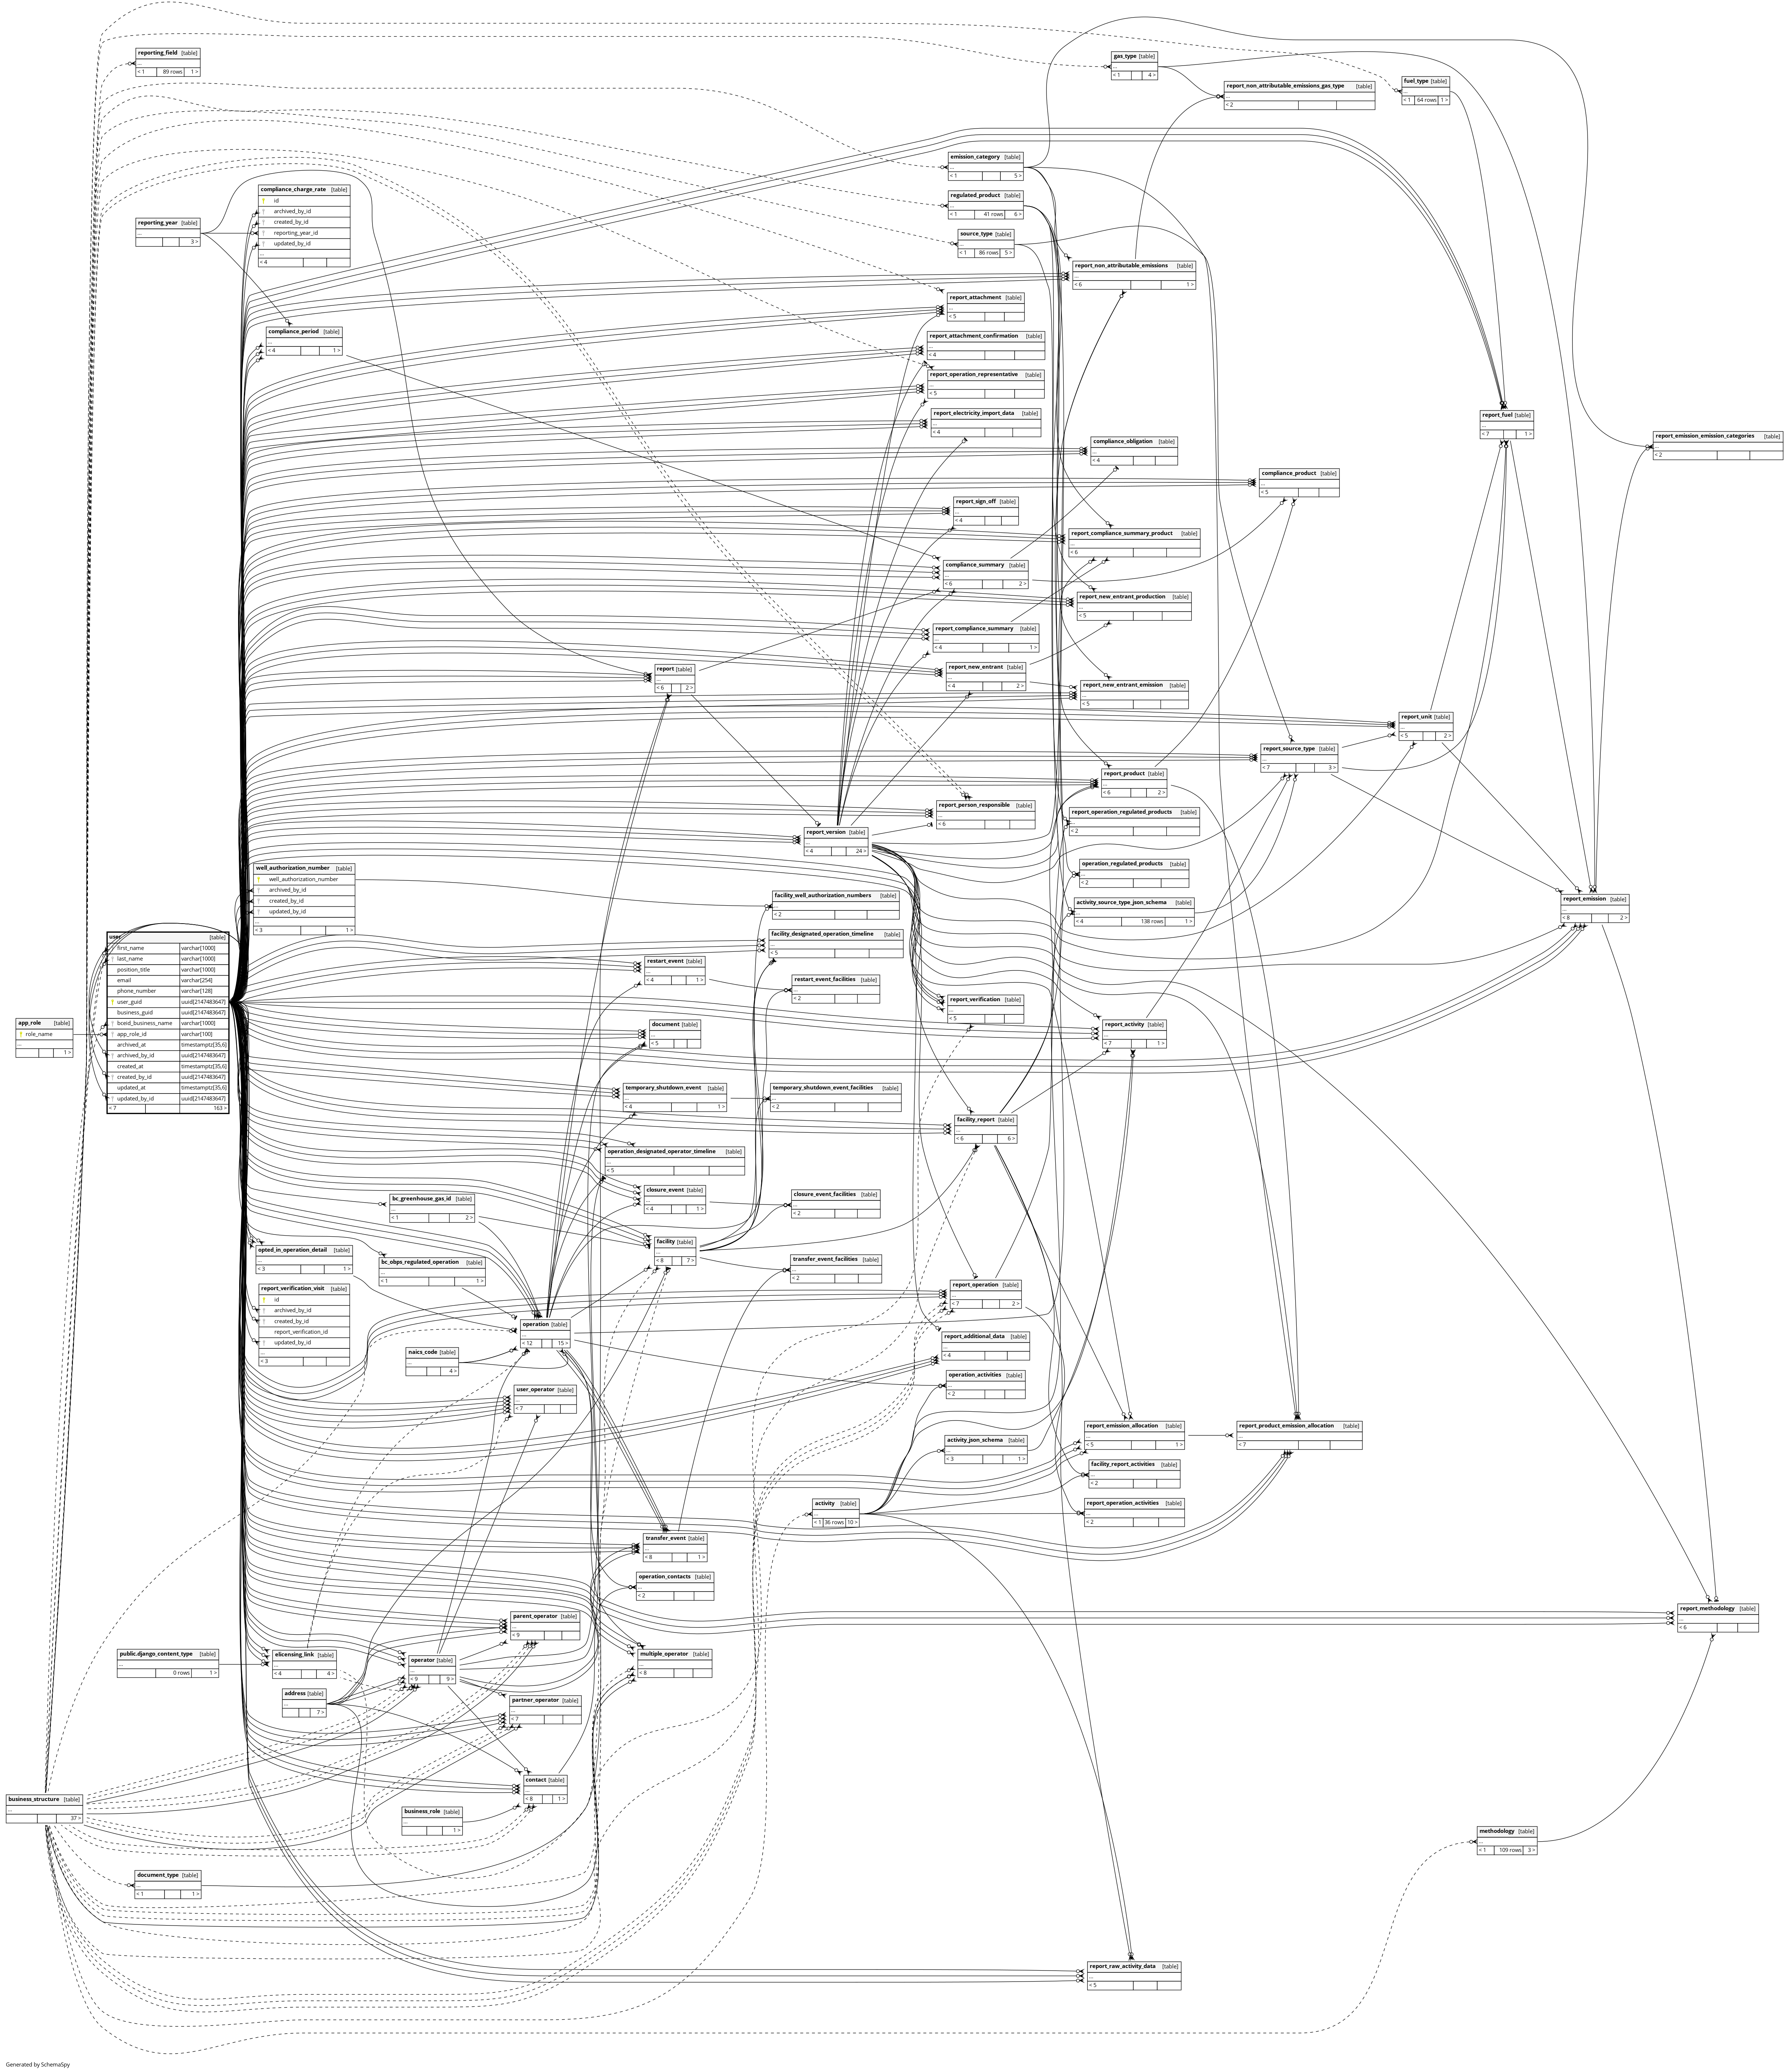 reporting_field [table]
...
< 1 89 rows 1 >
gas_type [table]
...
< 1 4 >
fuel_type [table]
...
< 1 64 rows 1 >
report_non_attributable_emissions_gas_type [table]
...
< 2
emission_category [table]
...
< 1 5 >
compliance_charge_rate [table]
id
archived_by_id
created_by_id
reporting_year_id
updated_by_id
...
< 4
regulated_product [table]
...
< 1 41 rows 6 >
reporting_year [table]
...
3 >
source_type [table]
...
< 1 86 rows 5 >
report_non_attributable_emissions [table]
...
< 6 1 >
report_attachment [table]
...
< 5
compliance_period [table]
...
< 4 1 >
report_attachment_confirmation [table]
...
< 4
report_operation_representative [table]
...
< 5
report_electricity_import_data [table]
...
< 4
report_fuel [table]
...
< 7 1 >
report_emission_emission_categories [table]
...
< 2
compliance_obligation [table]
...
< 4
compliance_product [table]
...
< 5
report_sign_off [table]
...
< 4
report_compliance_summary_product [table]
...
< 6
compliance_summary [table]
...
< 6 2 >
report_new_entrant_production [table]
...
< 5
report_compliance_summary [table]
...
< 4 1 >
report [table]
...
< 6 2 >
report_new_entrant [table]
...
< 4 2 >
report_new_entrant_emission [table]
...
< 5
report_unit [table]
...
< 5 2 >
report_source_type [table]
...
< 7 3 >
report_product [table]
...
< 6 2 >
report_person_responsible [table]
...
< 6
report_operation_regulated_products [table]
...
< 2
report_version [table]
...
< 4 24 >
well_authorization_number [table]
well_authorization_number
archived_by_id
created_by_id
updated_by_id
...
< 3 1 >
operation_regulated_products [table]
...
< 2
facility_well_authorization_numbers [table]
...
< 2
activity_source_type_json_schema [table]
...
< 4 138 rows 1 >
report_emission [table]
...
< 8 2 >
user [table]
first_name varchar[1000]
last_name varchar[1000]
position_title varchar[1000]
email varchar[254]
phone_number varchar[128]
user_guid uuid[2147483647]
business_guid uuid[2147483647]
bceid_business_name varchar[1000]
app_role_id varchar[100]
archived_at timestamptz[35,6]
archived_by_id uuid[2147483647]
created_at timestamptz[35,6]
created_by_id uuid[2147483647]
updated_at timestamptz[35,6]
updated_by_id uuid[2147483647]
< 7 163 >
facility_designated_operation_timeline [table]
...
< 5
restart_event [table]
...
< 4 1 >
restart_event_facilities [table]
...
< 2
report_verification [table]
...
< 5
app_role [table]
role_name
...
1 >
document [table]
...
< 5
report_activity [table]
...
< 7 1 >
temporary_shutdown_event [table]
...
< 4 1 >
temporary_shutdown_event_facilities [table]
...
< 2
facility_report [table]
...
< 6 6 >
operation_designated_operator_timeline [table]
...
< 5
closure_event [table]
...
< 4 1 >
closure_event_facilities [table]
...
< 2
bc_greenhouse_gas_id [table]
...
< 1 2 >
facility [table]
...
< 8 7 >
opted_in_operation_detail [table]
...
< 3 1 >
bc_obps_regulated_operation [table]
...
< 1 1 >
transfer_event_facilities [table]
...
< 2
report_verification_visit [table]
id
archived_by_id
created_by_id
report_verification_id
updated_by_id
...
< 3
report_operation [table]
...
< 7 2 >
operation [table]
...
< 12 15 >
report_additional_data [table]
...
< 4
naics_code [table]
...
4 >
operation_activities [table]
...
< 2
user_operator [table]
...
< 7
report_emission_allocation [table]
...
< 5 1 >
report_product_emission_allocation [table]
...
< 7
activity_json_schema [table]
...
< 3 1 >
facility_report_activities [table]
...
< 2
activity [table]
...
< 1 36 rows 10 >
report_operation_activities [table]
...
< 2
transfer_event [table]
...
< 8 1 >
operation_contacts [table]
...
< 2
report_methodology [table]
...
< 6
parent_operator [table]
...
< 9
public.django_content_type [table]
...
0 rows 1 >
elicensing_link [table]
...
< 4 4 >
operator [table]
...
< 9 9 >
multiple_operator [table]
...
< 8
address [table]
...
7 >
partner_operator [table]
...
< 7
contact [table]
...
< 8 1 >
business_structure [table]
...
37 >
business_role [table]
...
1 >
methodology [table]
...
< 1 109 rows 3 >
document_type [table]
...
< 1 1 >
report_raw_activity_data [table]
...
< 5
Generated by SchemaSpy